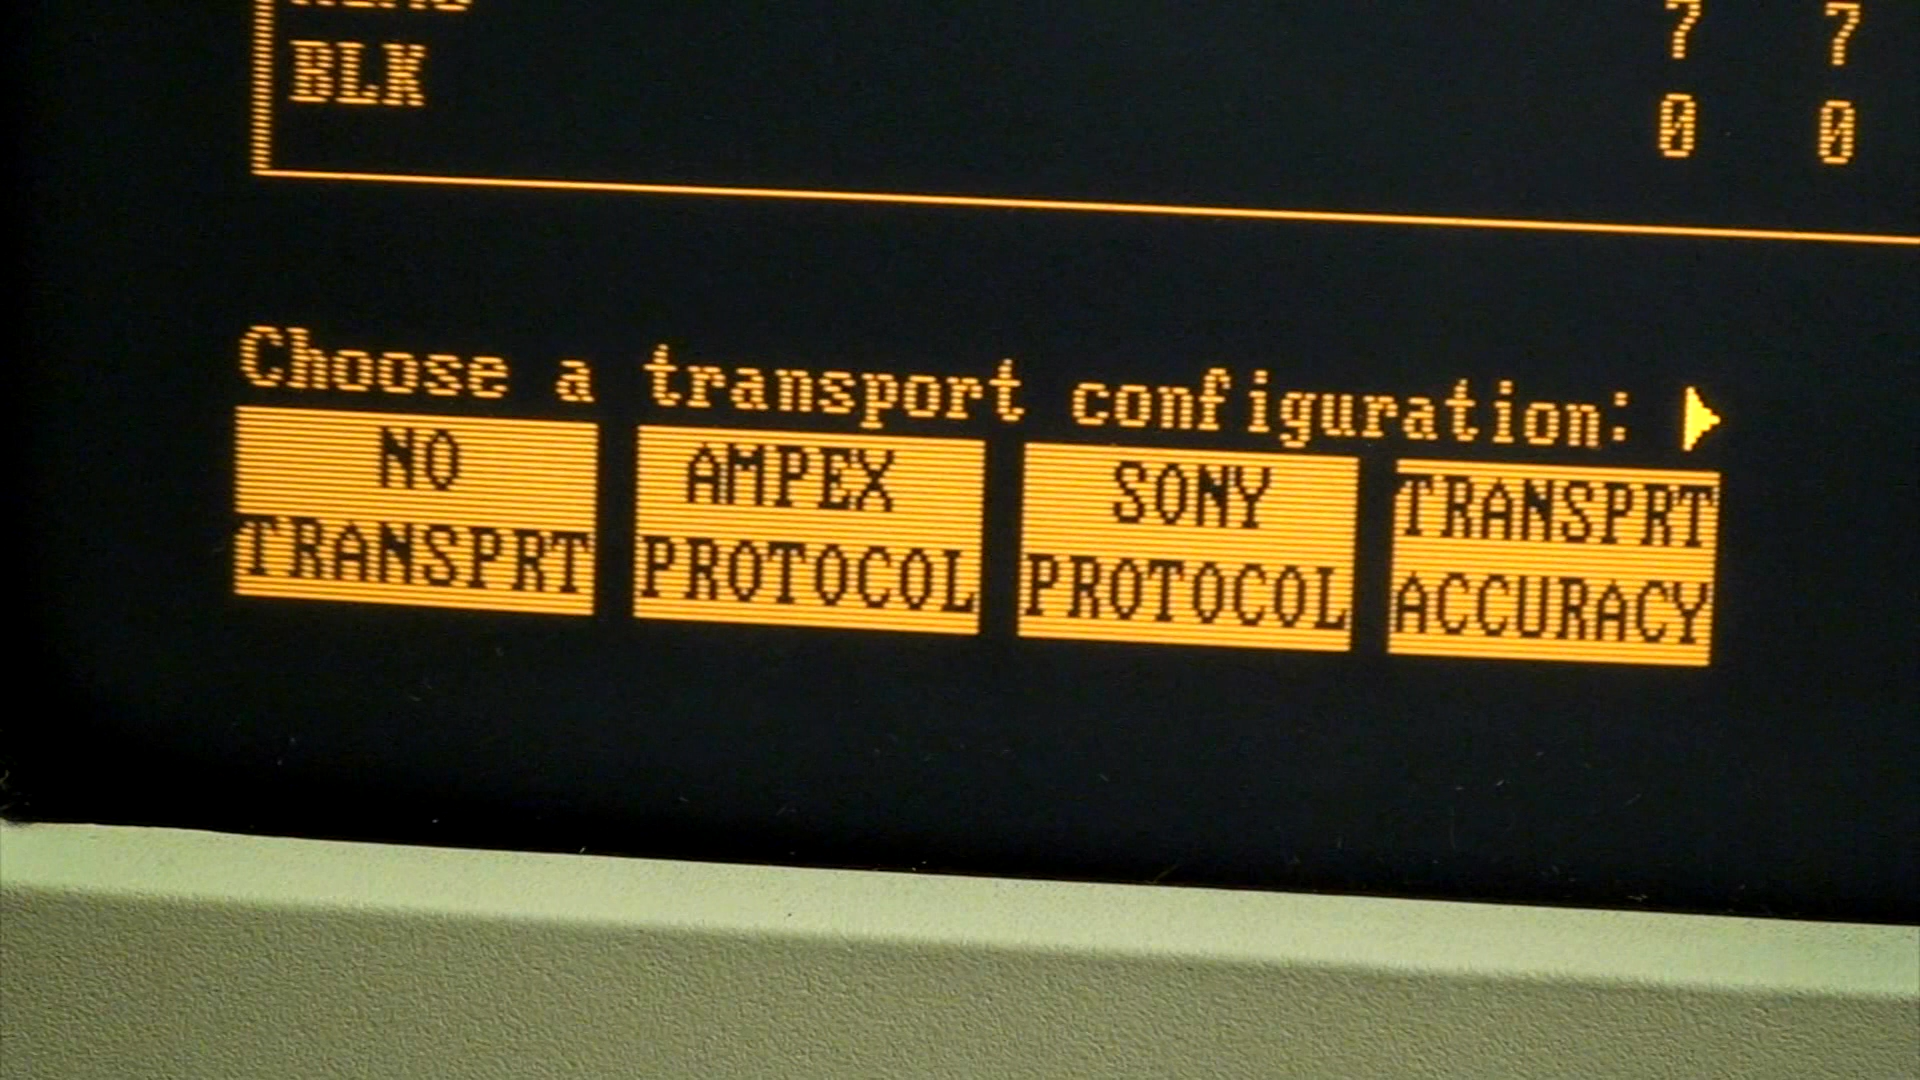 7 7
BLK
0 0
Choose a transport configuration:
NO TRANSPRT
AMPEX PROTOCOL
SONY PROTOCOL
TRANSPRT ACCURACY